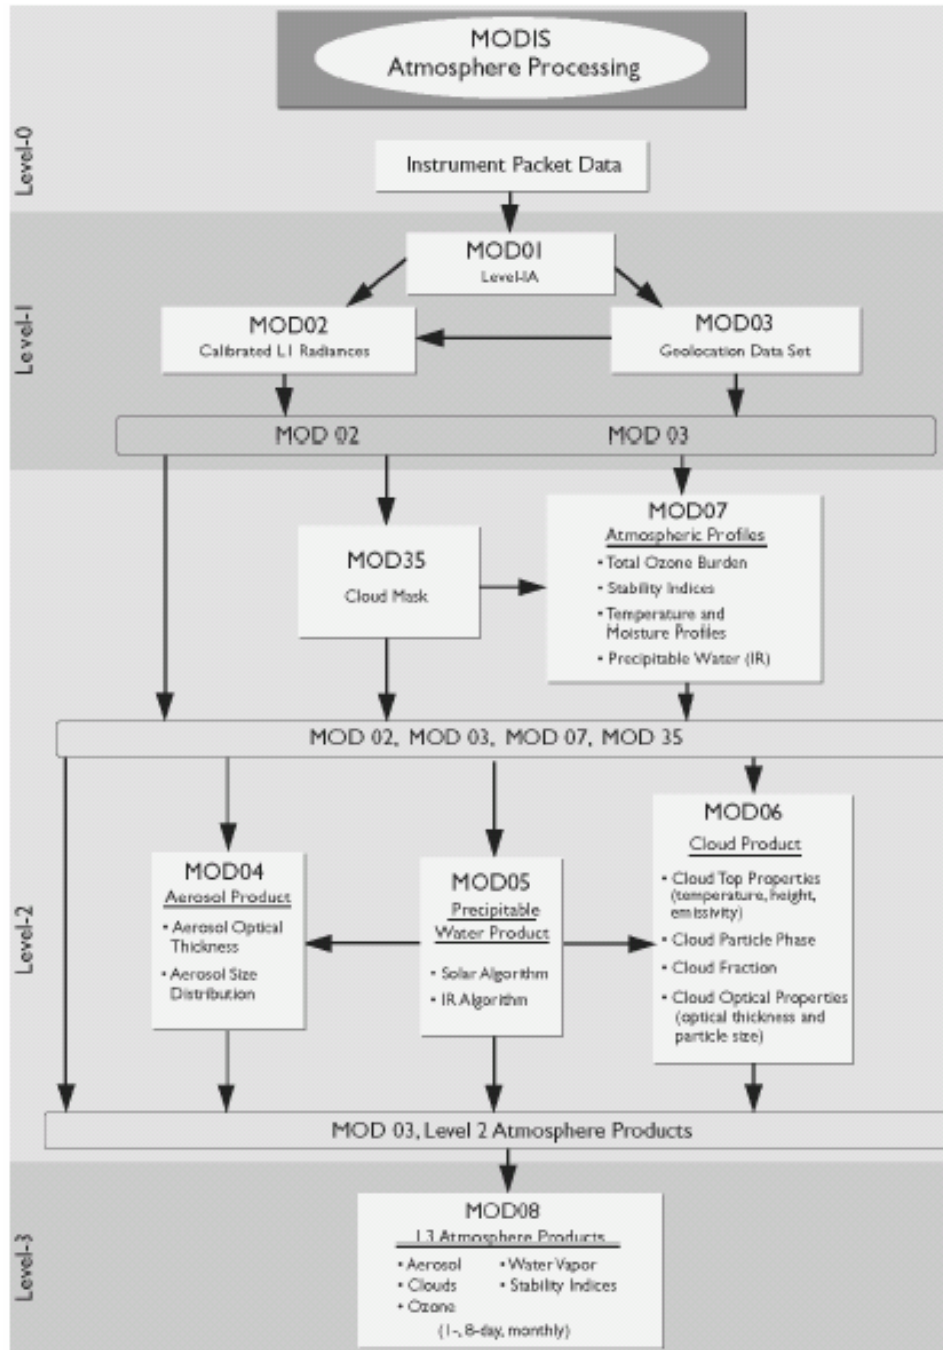 MODIS
Atmosphere Processing
Level-0
Instrument Packet Data
Level-1
MOD01
Level-1A
MOD02
Calibrated L1 Radiances
MOD03
Geolocation Data Set
MOD 02
MOD 03
Level-2
MOD35
Cloud Mask
MOD07
Atmospheric Profiles
• Total Ozone Burden
• Stability Indices
• Temperature and
Moisture Profiles
• Precipitable Water (IR)
MOD 02, MOD 03, MOD 07, MOD 35
MOD04
Aerosol Product
• Aerosol Optical
Thickness
• Aerosol Size
Distribution
MOD05
Precipitable
Water Product
• Solar Algorithm
• IR Algorithm
MOD06
Cloud Product
• Cloud Top Properties
(temperature, height,
emissivity)
• Cloud Particle Phase
• Cloud Fraction
• Cloud Optical Properties
(optical thickness and
particle size)
MOD 03, Level 2 Atmosphere Products
Level-3
MOD08
L3 Atmosphere Products
• Aerosol
• Clouds
• Ozone
• Water Vapor
• Stability Indices
(1-, 8-day, monthly)